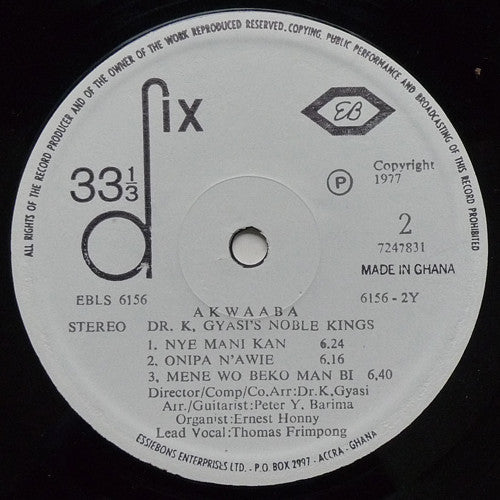 ALL RIGHTS OF THE RECORD PRODUCER AND OF THE OWNER OF THE WORK REPRODUCED RESERVED. COPYING, PUBLIC PERFORMANCE AND BROADCASTING OF THIS RECORD PROHIBITED
dix
EB
33 1/3
Copyright
1977
P
2
7247831
MADE IN GHANA
EBLS 6156
6156 - 2Y
AKWAABA
STEREO DR. K, GYASI'S NOBLE KINGS
1. NYE MANI KAN 6.24
2. ONIPA N'AWIE 6.16
3, MENE WO BEKO MAN BI 6,40
Director/Comp/Co,Arr:Dr.K,Gyasi
Arr./Guitarist:Peter Y, Barima
Organist:Ernest Honny
Lead Vocal:Thomas Frimpong
ESSIEBONS ENTERPRISES LTD. - P.O. BOX 2997 - ACCRA - GHANA